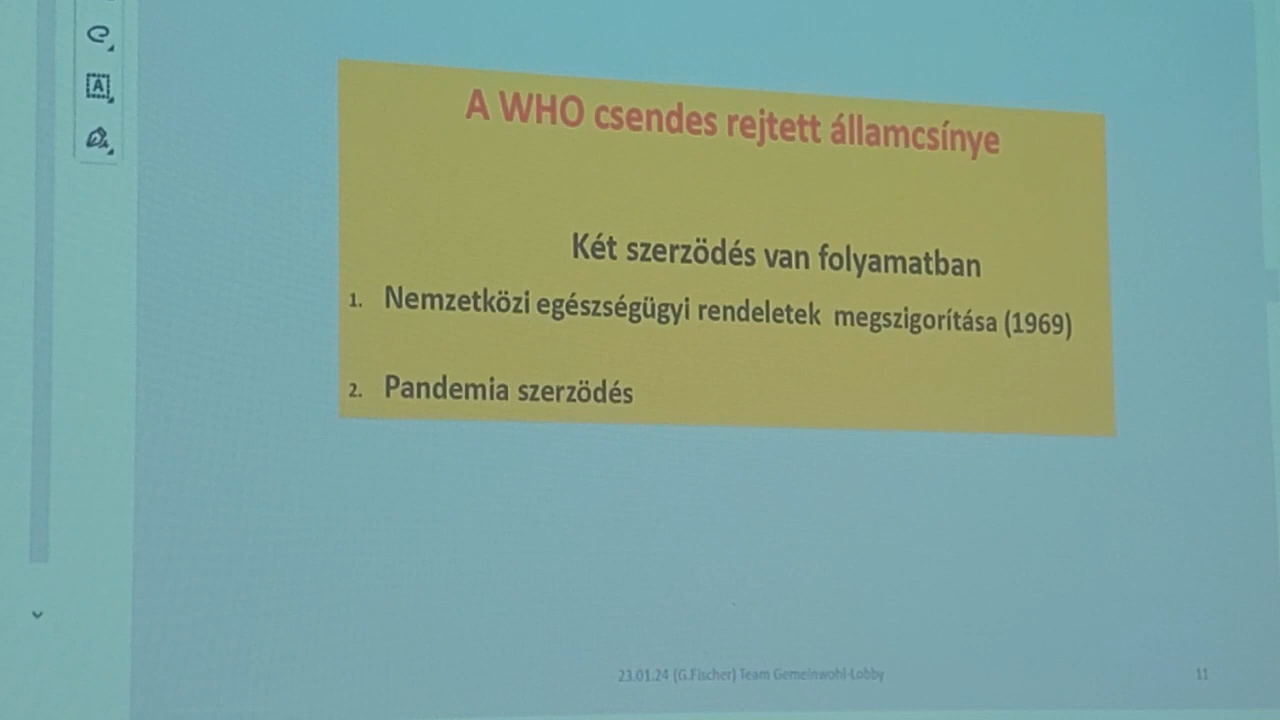 A WHO csendes rejtett államcsínye
Két szerzödés van folyamatban
1. Nemzetközi egészségügyi rendeletek megszigorítása (1969)
2. Pandemia szerzödés
23.01.24 (G.Fischer) Team Gemeinwohl-Lobby
11